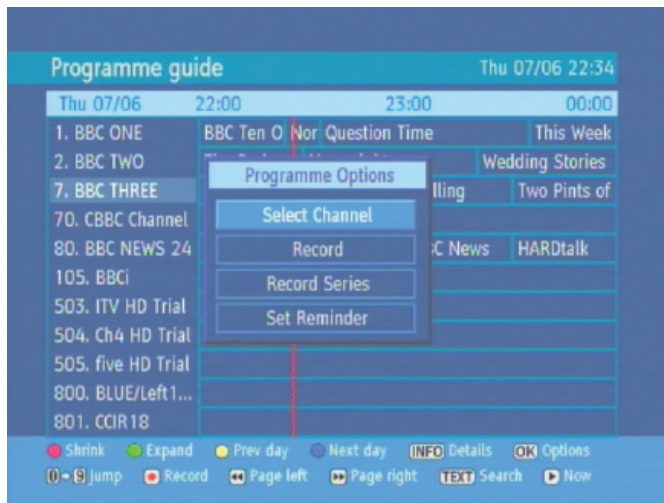 Programme guide Thu 07/06 22:34
Thu 07/06 22:00 23:00 00:00
1. BBC ONE BBC Ten O Nor Question Time This Week
2. BBC TWO Wedding Stories
7. BBC THREE lling Two Pints of
70. CBBC Channel
80. BBC NEWS 24 C News HARDtalk
105. BBCi
503. ITV HD Trial
504. Ch4 HD Trial
505. five HD Trial
800. BLUE/Left1...
801. CCIR18
Programme Options
Select Channel
Record
Record Series
Set Reminder
Shrink Expand Prev day Next day INFO Details OK Options
0-9 Jump Record Page left Page right TEXT Search Now